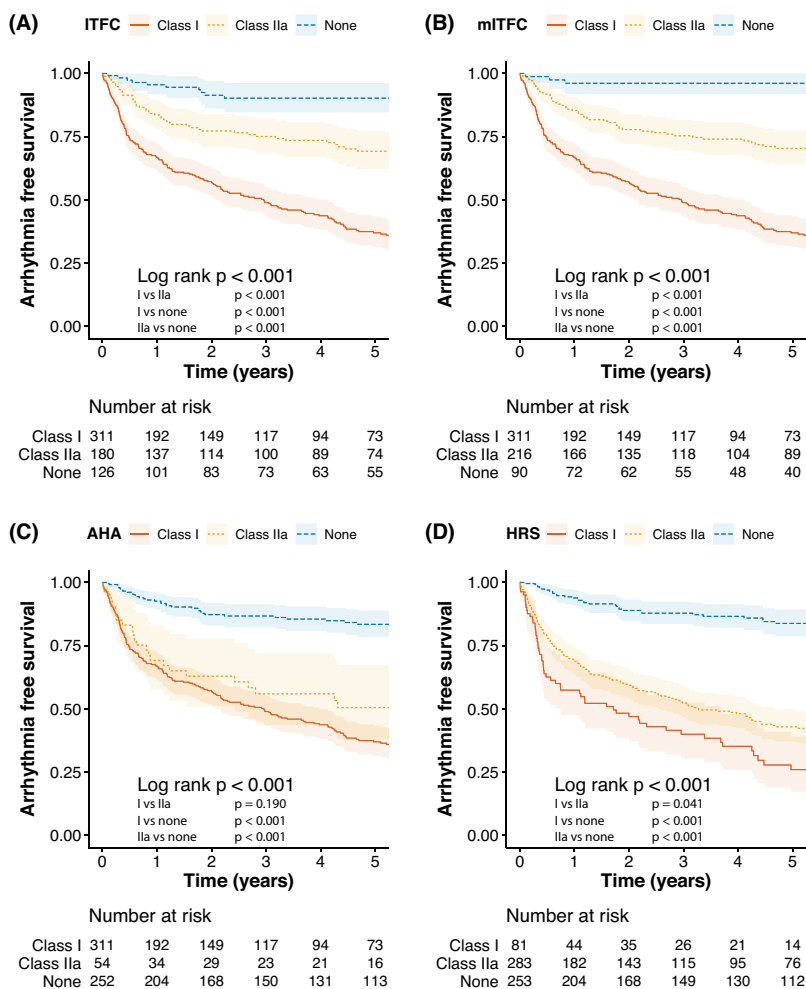 (A) ITFC Class I Class IIa None
1.00
0.75
0.50
0.25
0.00
Arrhythmia free survival
Log rank p < 0.001
I vs IIa p < 0.001
I vs none p < 0.001
IIa vs none p < 0.001
0 1 2 3 4 5
Time (years)
Number at risk
Class I 311 192 149 117 94 73
Class IIa 180 137 114 100 89 74
None 126 101 83 73 63 55
(B) mITFC Class I Class IIa None
1.00
0.75
0.50
0.25
0.00
Arrhythmia free survival
Log rank p < 0.001
I vs IIa p < 0.001
I vs none p < 0.001
IIa vs none p < 0.001
0 1 2 3 4 5
Time (years)
Number at risk
Class I 311 192 149 117 94 73
Class IIa 216 166 135 118 104 89
None 90 72 62 55 48 40
(C) AHA Class I Class IIa None
1.00
0.75
0.50
0.25
0.00
Arrhythmia free survival
Log rank p < 0.001
I vs IIa p = 0.190
I vs none p < 0.001
IIa vs none p < 0.001
0 1 2 3 4 5
Time (years)
Number at risk
Class I 311 192 149 117 94 73
Class IIa 54 34 29 23 21 16
None 252 204 168 150 131 113
(D) HRS Class I Class IIa None
1.00
0.75
0.50
0.25
0.00
Arrhythmia free survival
Log rank p < 0.001
I vs IIa p = 0.041
I vs none p < 0.001
IIa vs none p < 0.001
0 1 2 3 4 5
Time (years)
Number at risk
Class I 81 44 35 26 21 14
Class IIa 283 182 143 115 95 76
None 253 204 168 149 130 112